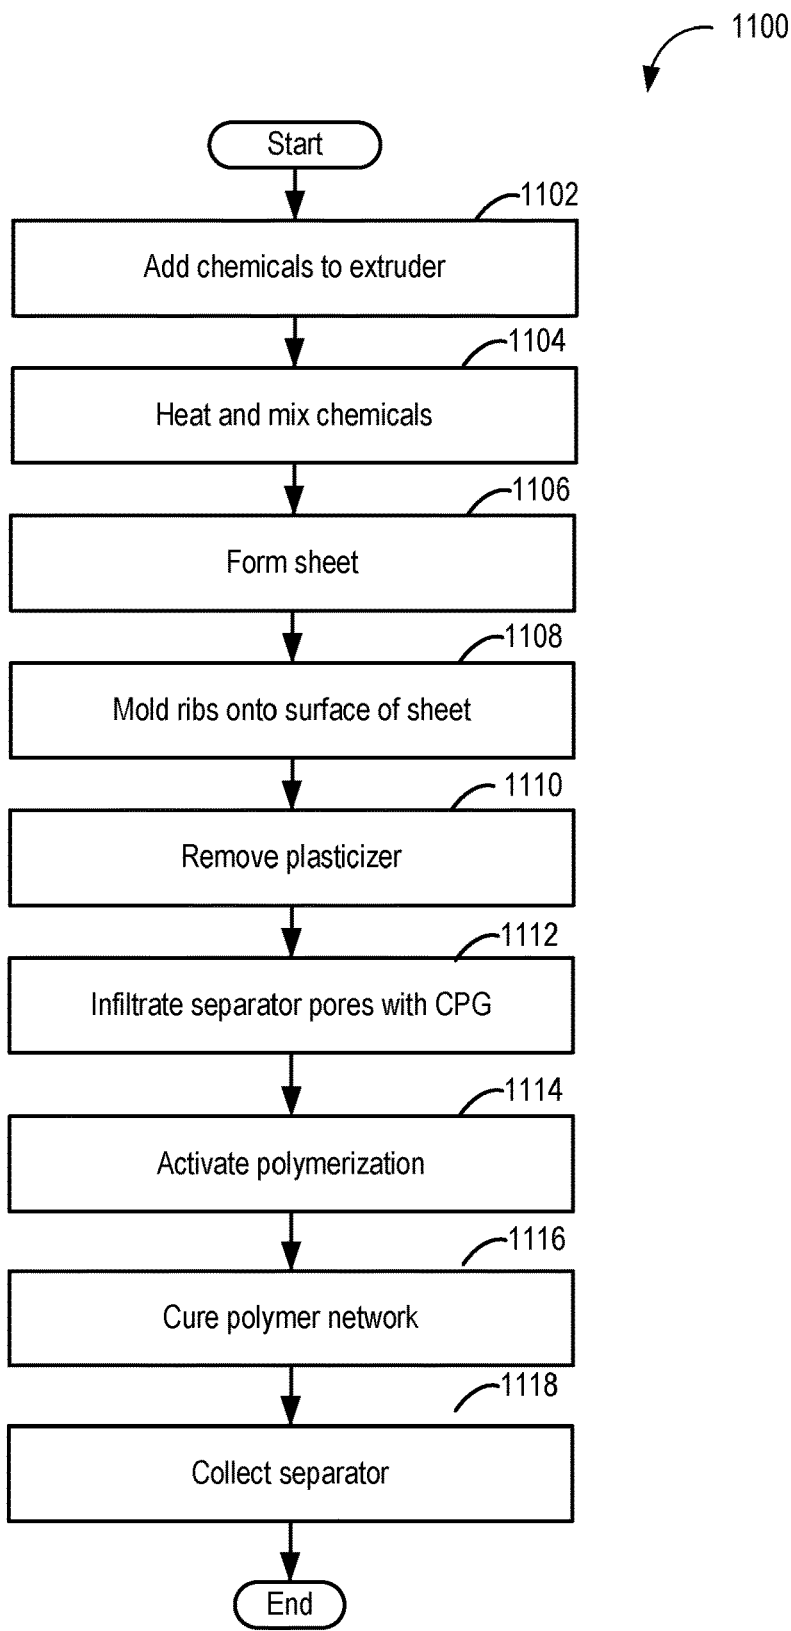 1100
Start
1102
Add chemicals to extruder
1104
Heat and mix chemicals
1106
Form sheet
1108
Mold ribs onto surface of sheet
1110
Remove plasticizer
1112
Infiltrate separator pores with CPG
1114
Activate polymerization
1116
Cure polymer network
1118
Collect separator
End